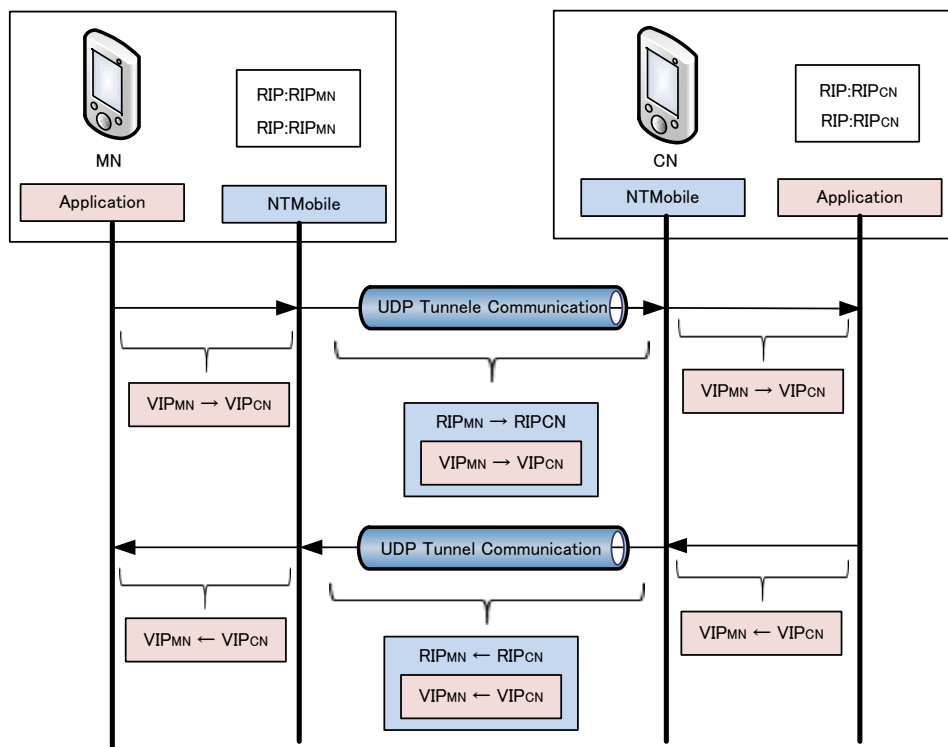 RIP:RIPMN
RIP:RIPMN
MN
Application
NTMobile
RIP:RIPCN
RIP:RIPCN
CN
NTMobile
Application
UDP Tunnele Communication
VIPMN → VIPCN
RIPMN → RIPCN
VIPMN → VIPCN
VIPMN → VIPCN
UDP Tunnel Communication
VIPMN ← VIPCN
RIPMN ← RIPCN
VIPMN ← VIPCN
VIPMN ← VIPCN